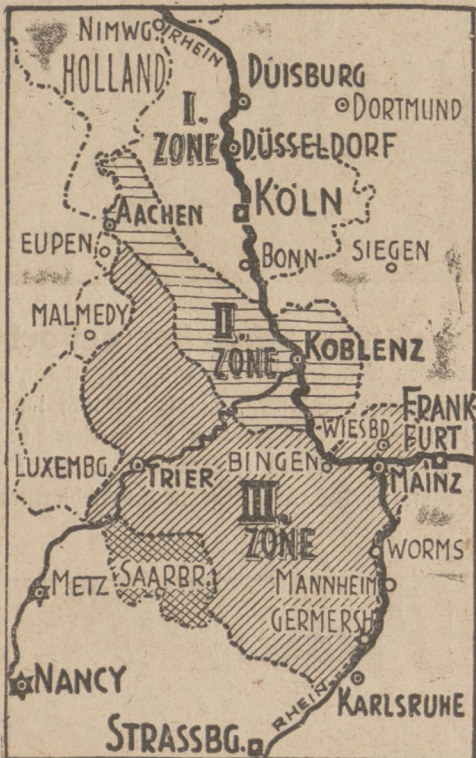 NIMWG.
RHEIN
HOLLAND
DUISBURG
DORTMUND
I.
ZONE
DÜSSELDORF
KÖLN
AACHEN
EUPEN
BONN
SIEGEN
MALMEDY
II.
ZONE
KOBLENZ
FRANK
FURT
WIESBD.
LUXEMBG.
TRIER
BINGEN
MAINZ
III.
ZONE
WORMS
METZ
SAARBR.
MANNHEIM
GERMERSH.
NANCY
KARLSRUHE
RHEIN
STRASSBG.